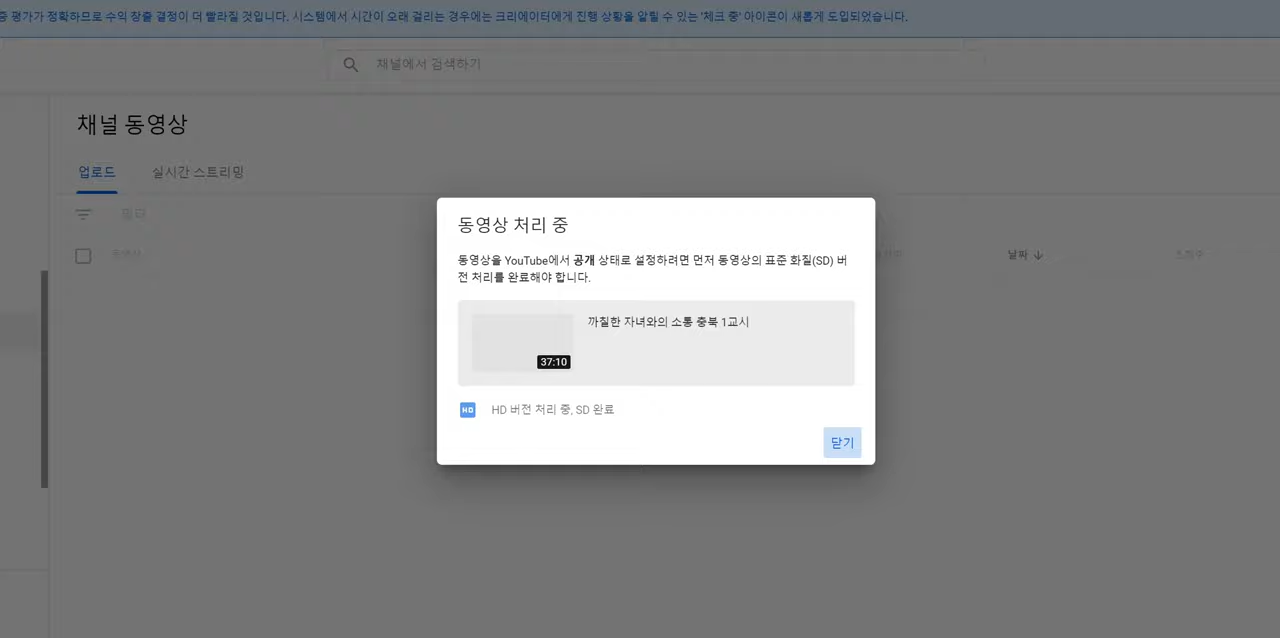 중 평가가 정확하므로 수익 창출 결정이 더 빨라질 것입니다. 시스템에서 시간이 오래 걸리는 경우에는 크리에이터에게 진행 상황을 알릴 수 있는 '체크 중' 아이콘이 새롭게 도입되었습니다.
채널에서 검색하기
채널 동영상
업로드 실시간 스트리밍
필터
동영상 날짜 조회수
동영상 처리 중
동영상을 YouTube에서 공개 상태로 설정하려면 먼저 동영상의 표준 화질(SD) 버
전 처리를 완료해야 합니다.
까칠한 자녀와의 소통 충북 1교시
37:10
HD HD 버전 처리 중, SD 완료
닫기